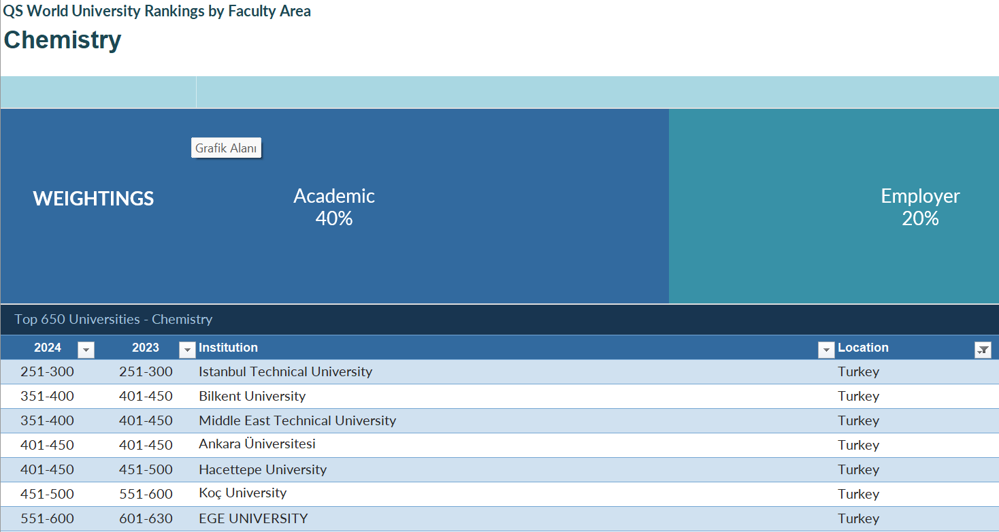 QS World University Rankings by Faculty Area
Chemistry
Grafik Alanı
WEIGHTINGS
Academic
40%
Employer
20%
Top 650 Universities - Chemistry
2024 2023 Institution Location
251-300 251-300 Istanbul Technical University Turkey
351-400 401-450 Bilkent University Turkey
351-400 401-450 Middle East Technical University Turkey
401-450 401-450 Ankara Üniversitesi Turkey
401-450 451-500 Hacettepe University Turkey
451-500 551-600 Koç University Turkey
551-600 601-630 EGE UNIVERSITY Turkey